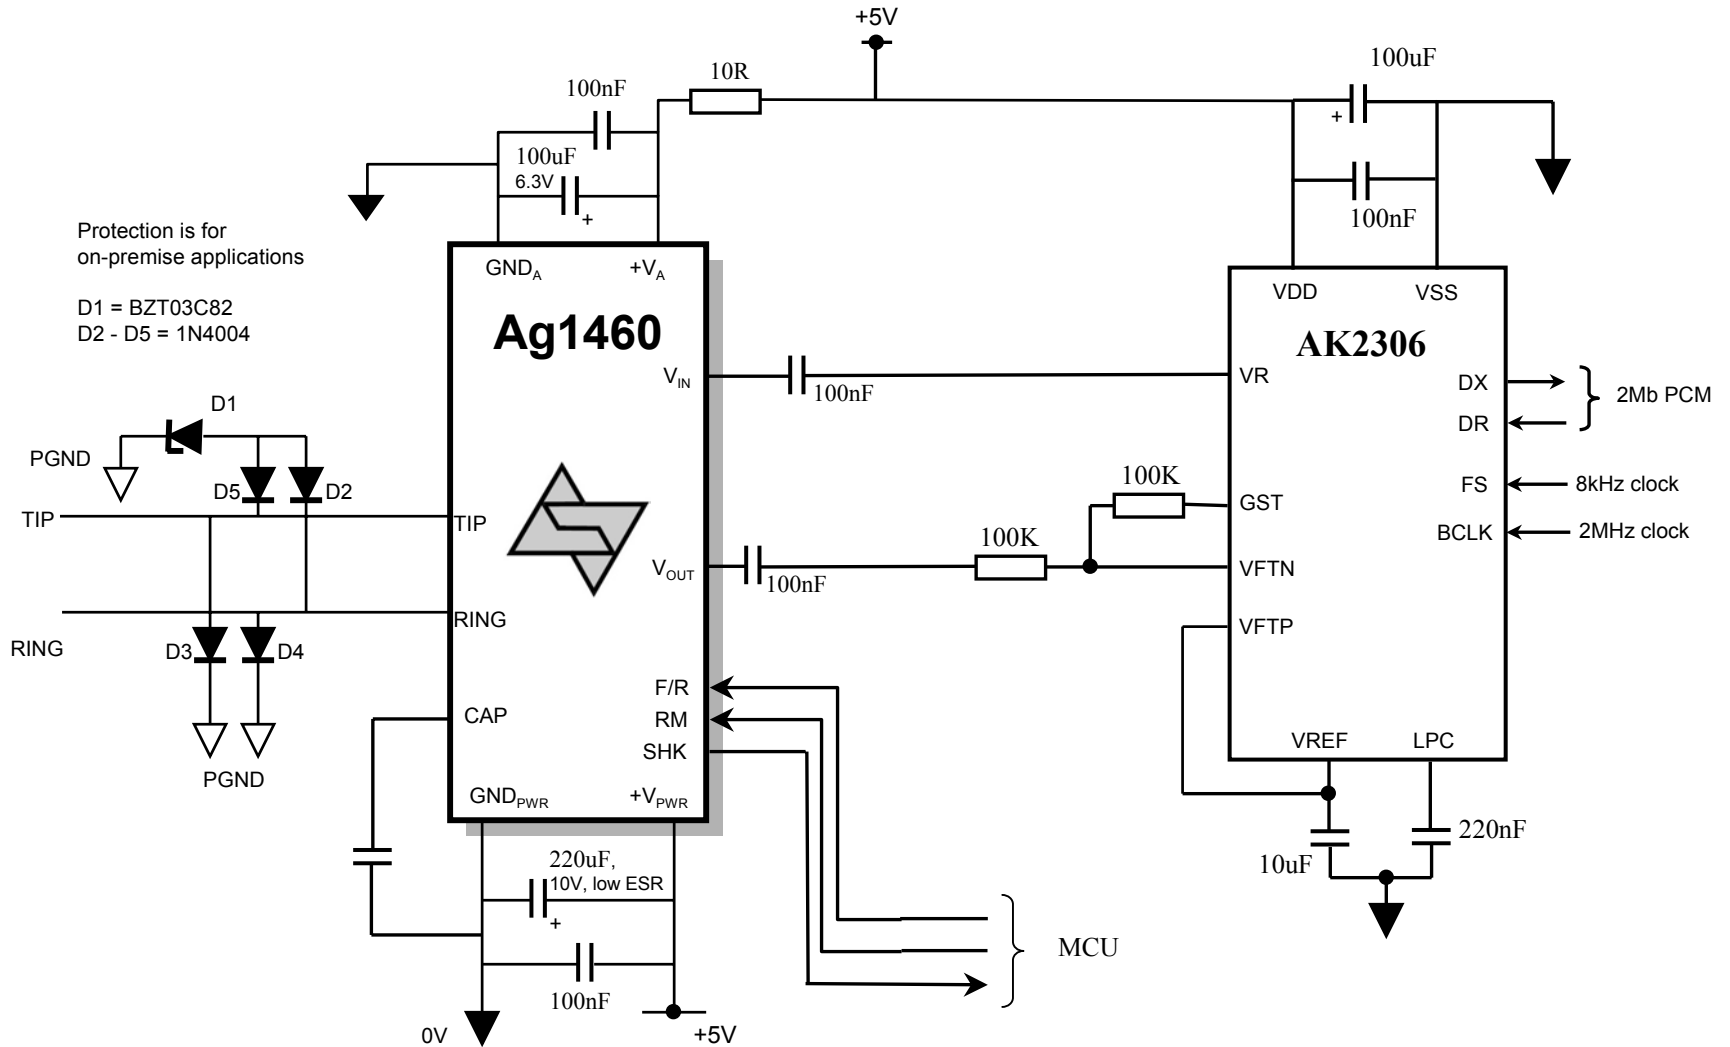 +5V
100uF
10R
100nF
+
100uF
6.3V
+
100nF
Protection is for
on-premise applications
D1 = BZT03C82
D2 - D5 = 1N4004
GNDA
+VA
VDD
VSS
Ag1460
AK2306
VIN
100nF
VR
DX
DR
2Mb PCM
D1
PGND
D5
D2
100K
GST
FS
8kHz clock
TIP
TIP
100K
BCLK
2MHz clock
VOUT
100nF
VFTN
RING
VFTP
RING
D3
D4
F/R
CAP
RM
SHK
VREF
LPC
PGND
GNDPWR
+VPWR
220nF
10uF
220uF,
10V, low ESR
+
MCU
100nF
0V
+5V